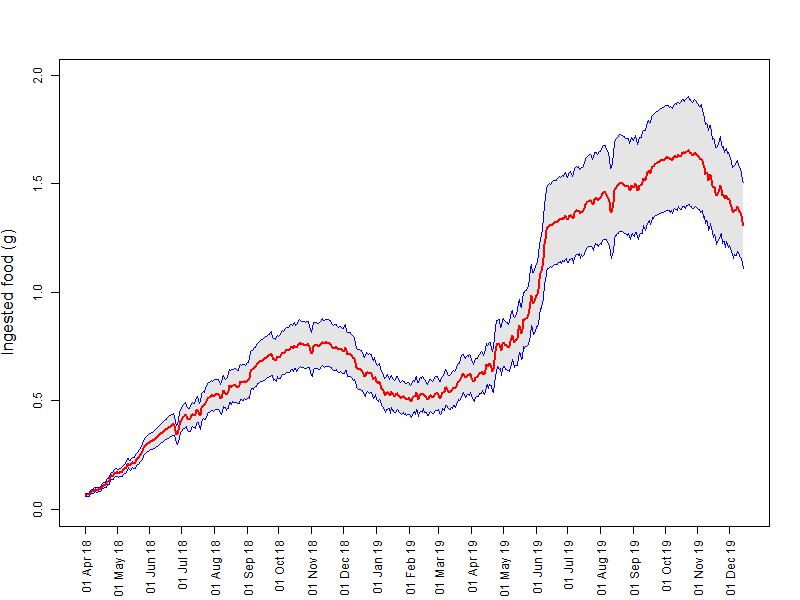 Ingested food (g)
2.0
1.5
1.0
0.5
0.0
01 Apr 18
01 May 18
01 Jun 18
01 Jul 18
01 Aug 18
01 Sep 18
01 Oct 18
01 Nov 18
01 Dec 18
01 Jan 19
01 Feb 19
01 Mar 19
01 Apr 19
01 May 19
01 Jun 19
01 Jul 19
01 Aug 19
01 Sep 19
01 Oct 19
01 Nov 19
01 Dec 19